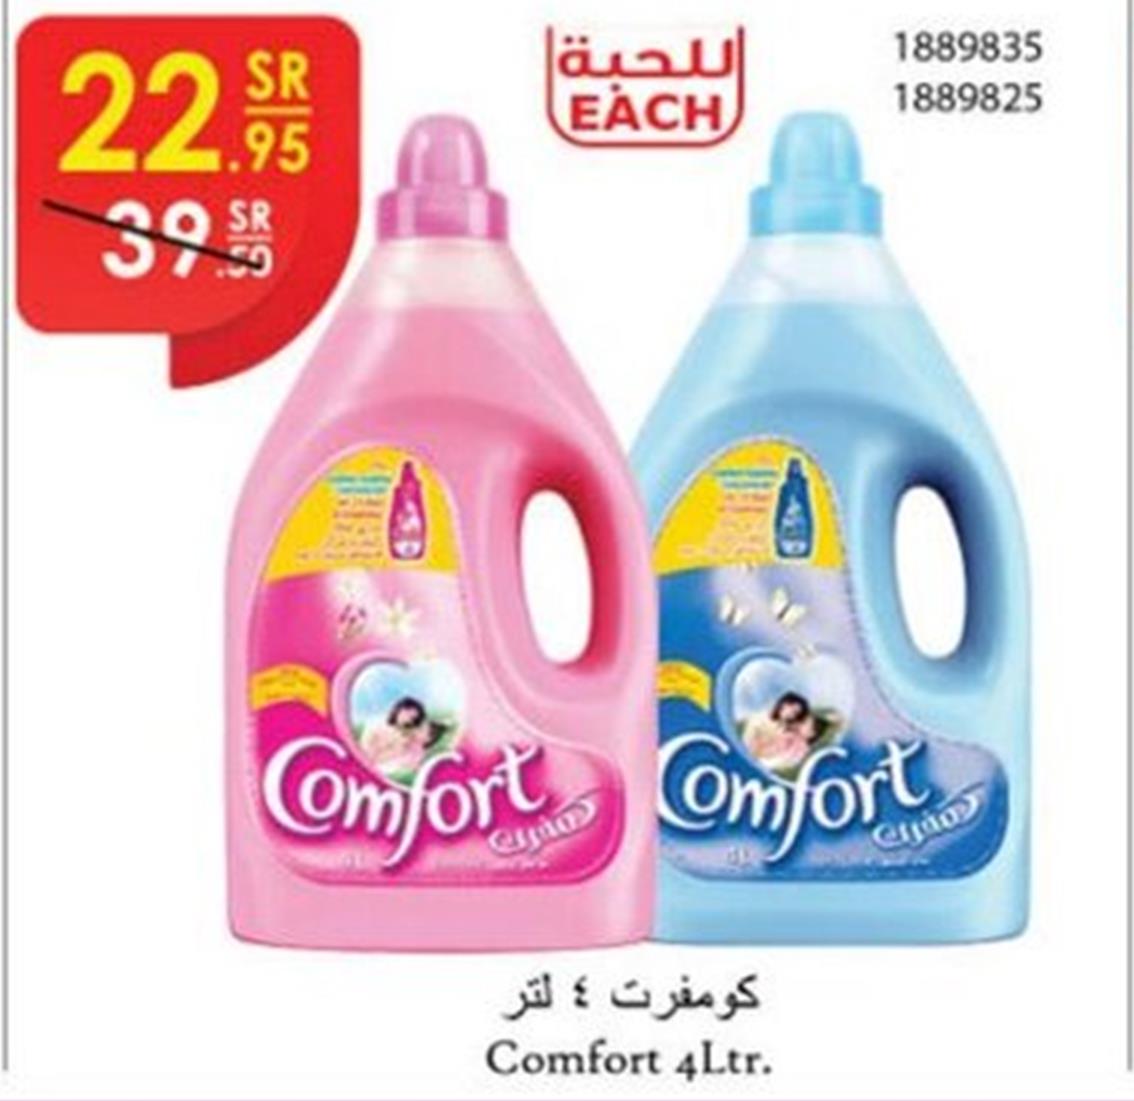 22.95 SR
39.50 SR
للحبة
EACH
1889835
1889825
Comfort
كومفرت
Comfort
كومفرت
كومفرت ٤ لتر
Comfort 4Ltr.